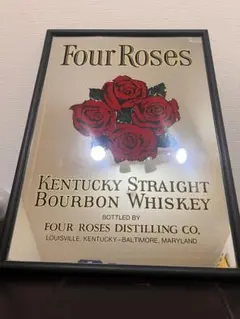 Four Roses
KENTUCKY STRAIGHT
BOURBON WHISKEY
BOTTLED BY
FOUR ROSES DISTILLING CO.
LOUISVILLE, KENTUCKY–BALTIMORE, MARYLAND